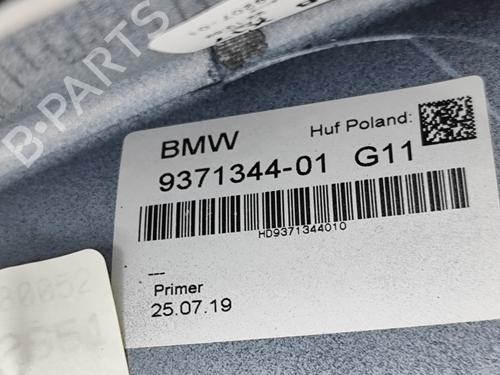 B-PARTS
BMW
Huf Poland:
9371344-01 G11
HD9371344010
---
Primer
25.07.19